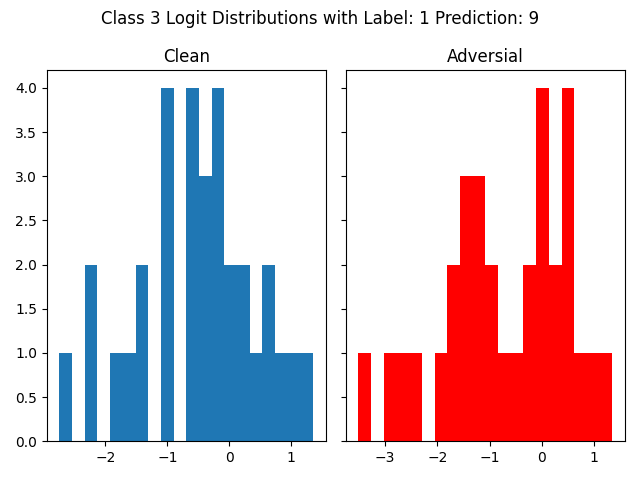 Class 3 Logit Distributions with Label: 1 Prediction: 9
Clean
Adversial
4.0
3.5
3.0
2.5
2.0
1.5
1.0
0.5
0.0
−2 −1 0 1
−3 −2 −1 0 1